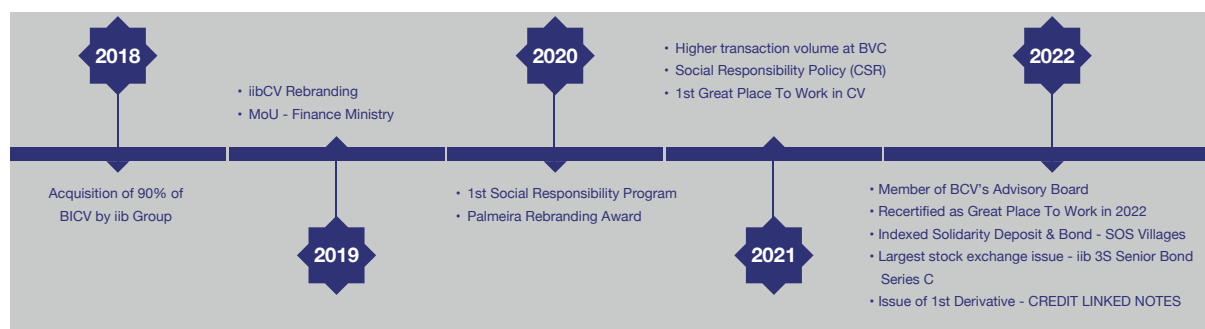 2018
Acquisition of 90% of
BICV by iib Group
• iibCV Rebranding
• MoU - Finance Ministry
2019
2020
• 1st Social Responsibility Program
• Palmeira Rebranding Award
• Higher transaction volume at BVC
• Social Responsibility Policy (CSR)
• 1st Great Place To Work in CV
2021
2022
• Member of BCV's Advisory Board
• Recertified as Great Place To Work in 2022
• Indexed Solidarity Deposit & Bond - SOS Villages
• Largest stock exchange issue - iib 3S Senior Bond
Series C
• Issue of 1st Derivative - CREDIT LINKED NOTES